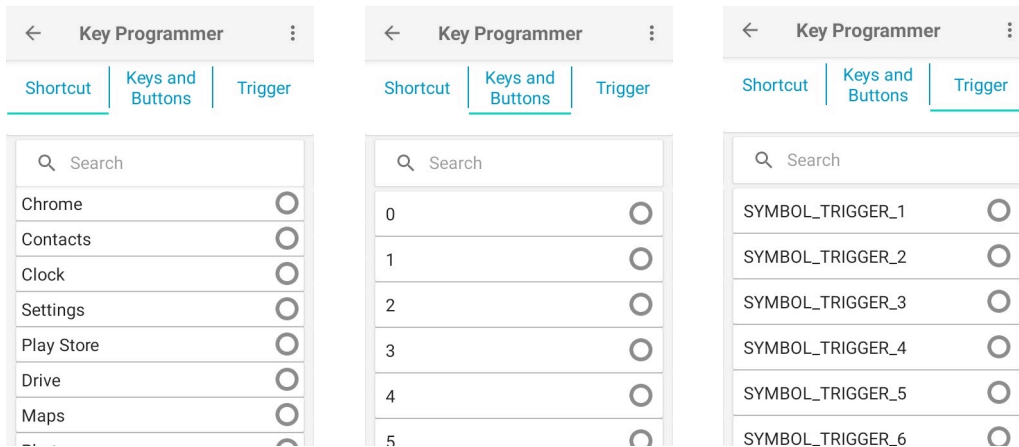 Key Programmer
Shortcut
Keys and
Buttons
Trigger
Search
Chrome
Contacts
Clock
Settings
Play Store
Drive
Maps
Key Programmer
Shortcut
Keys and
Buttons
Trigger
Search
0
1
2
3
4
5
Key Programmer
Shortcut
Keys and
Buttons
Trigger
Search
SYMBOL_TRIGGER_1
SYMBOL_TRIGGER_2
SYMBOL_TRIGGER_3
SYMBOL_TRIGGER_4
SYMBOL_TRIGGER_5
SYMBOL_TRIGGER_6